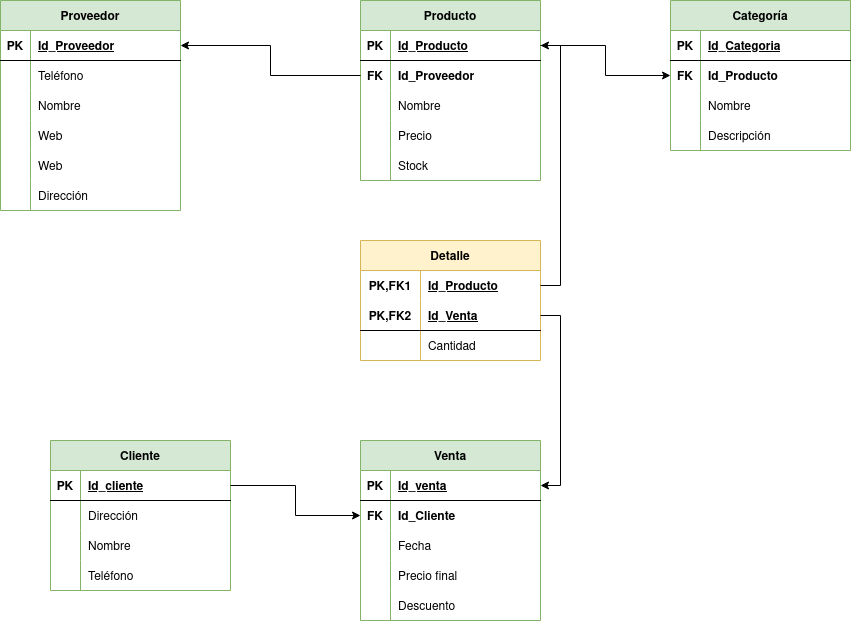 Proveedor
PK Id_Proveedor
Teléfono
Nombre
Web
Web
Dirección
Producto
PK Id_Producto
FK Id_Proveedor
Nombre
Precio
Stock
Categoría
PK Id_Categoria
FK Id_Producto
Nombre
Descripción
Detalle
PK,FK1 Id_Producto
PK,FK2 Id_Venta
Cantidad
Cliente
PK Id_cliente
Dirección
Nombre
Teléfono
Venta
PK Id_venta
FK Id_Cliente
Fecha
Precio final
Descuento